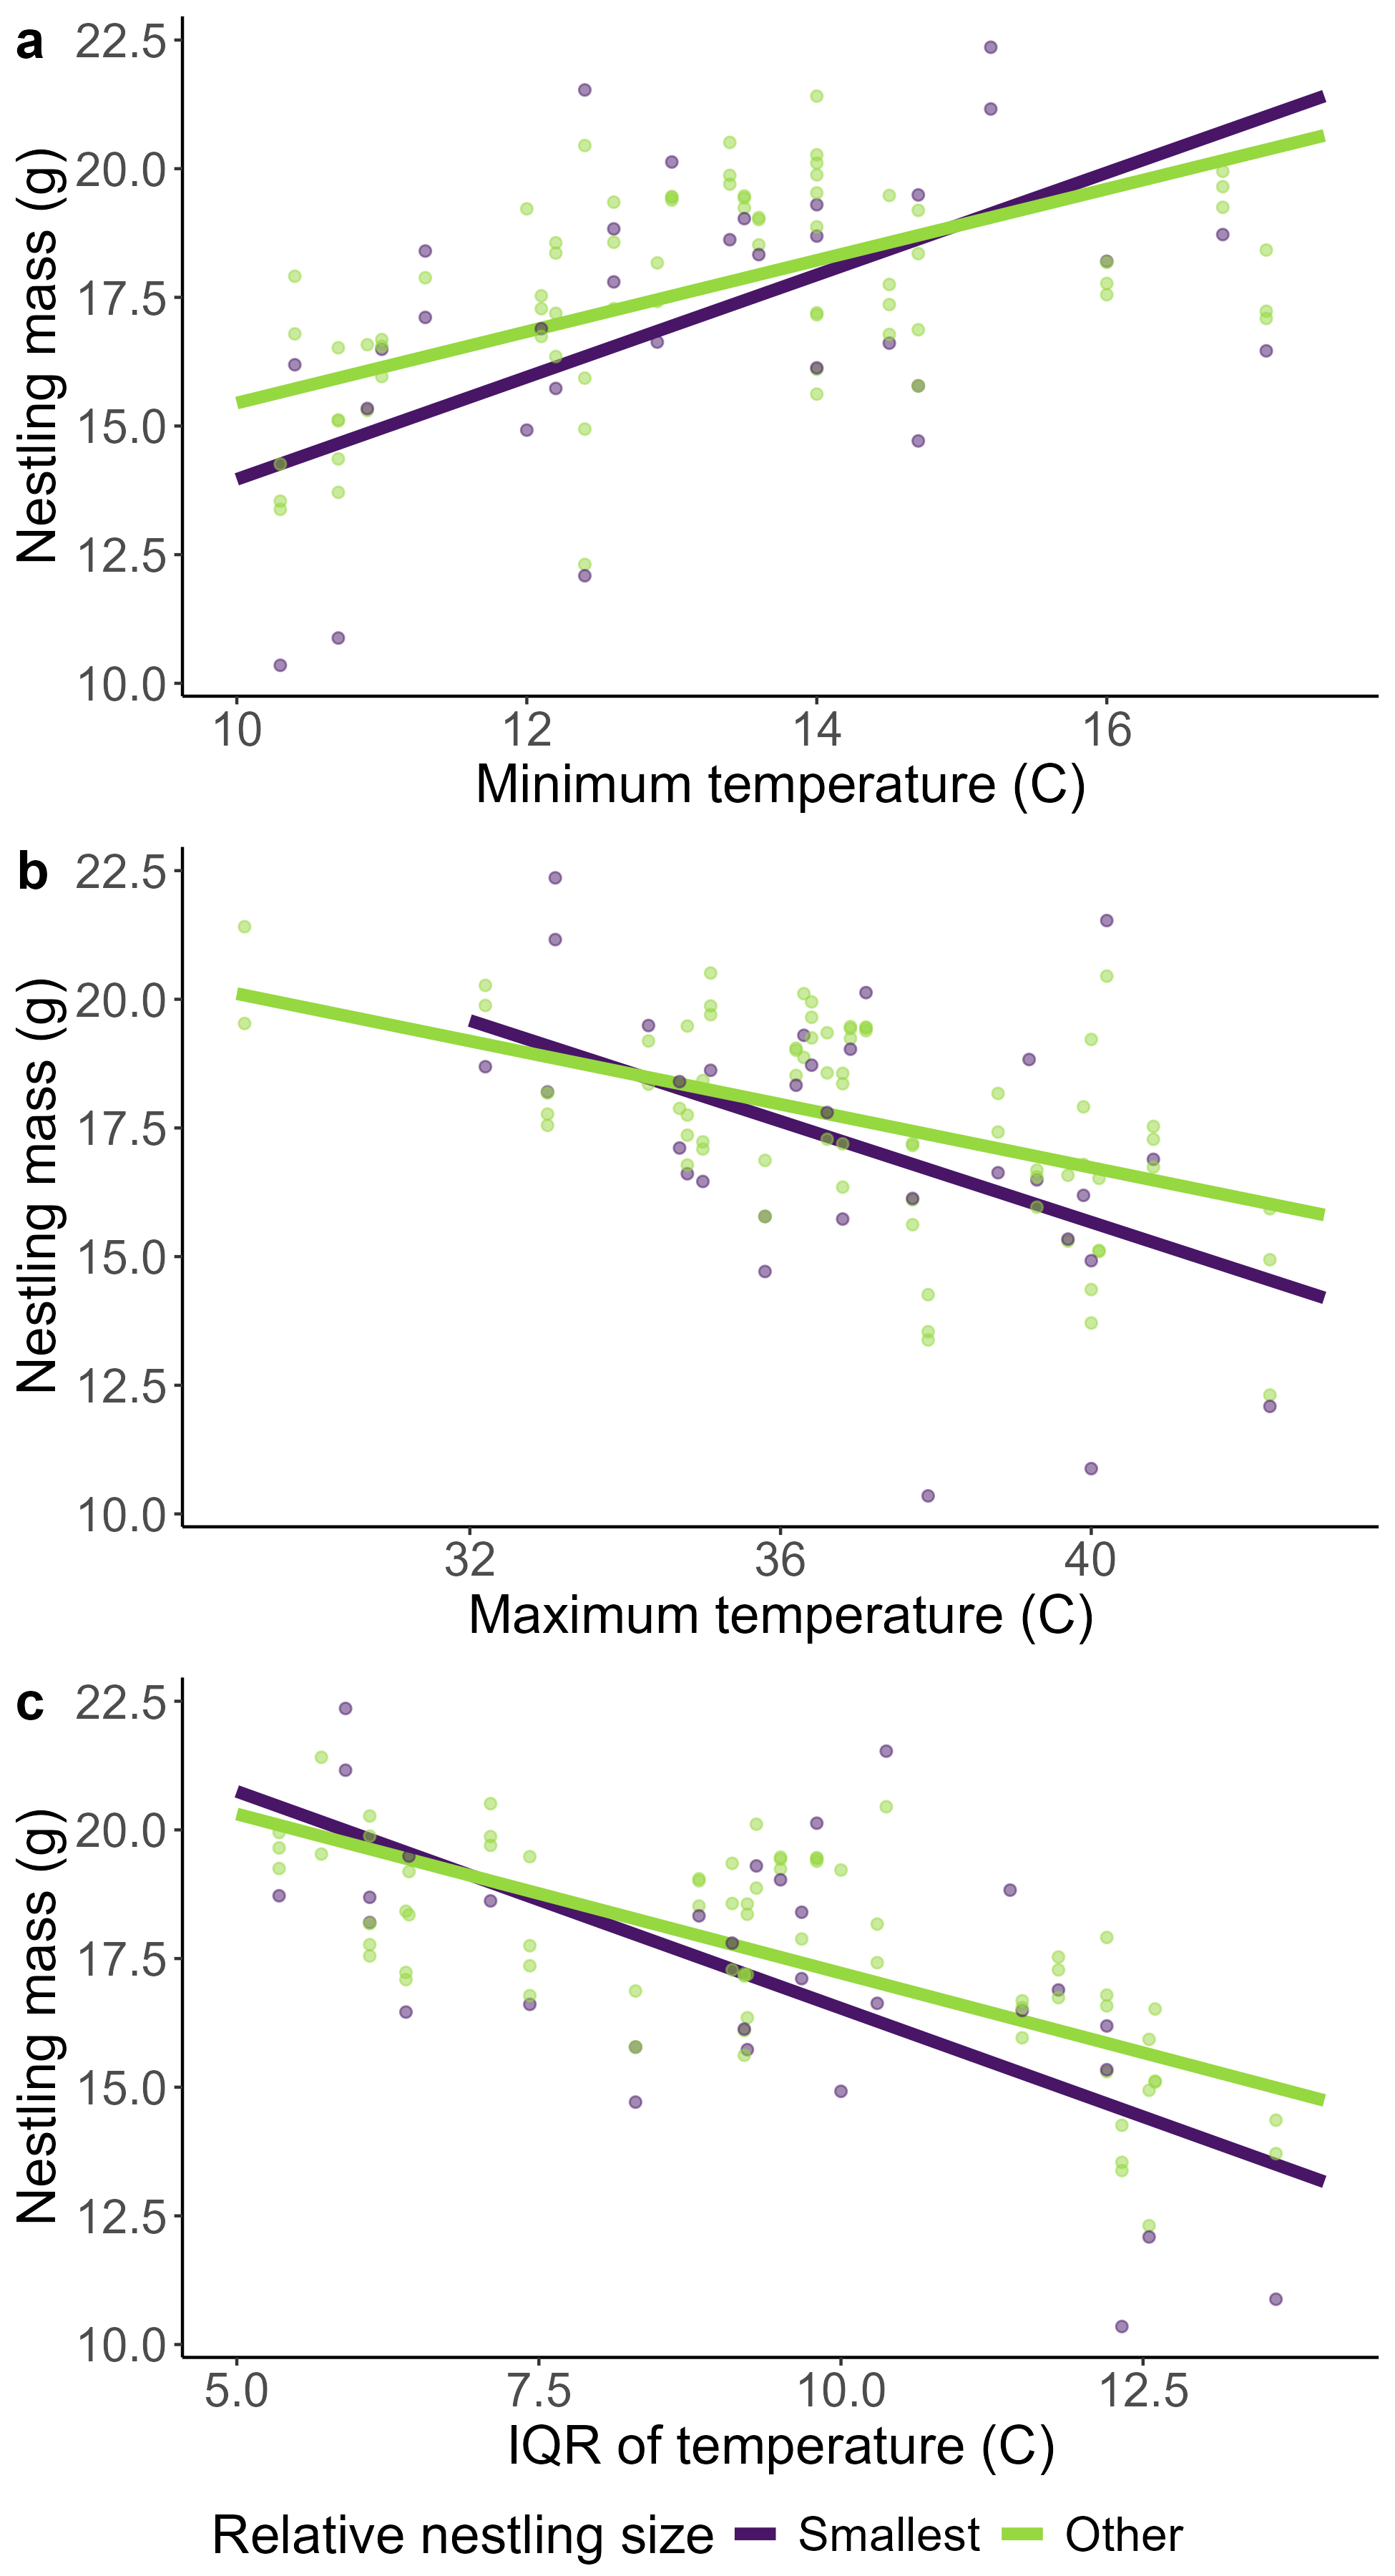 a
22.5
20.0
17.5
15.0
12.5
10.0
Nestling mass (g)
10 12 14 16
Minimum temperature (C)
b
22.5
20.0
17.5
15.0
12.5
10.0
Nestling mass (g)
32 36 40
Maximum temperature (C)
c
22.5
20.0
17.5
15.0
12.5
10.0
Nestling mass (g)
5.0 7.5 10.0 12.5
IQR of temperature (C)
Relative nestling size Smallest Other